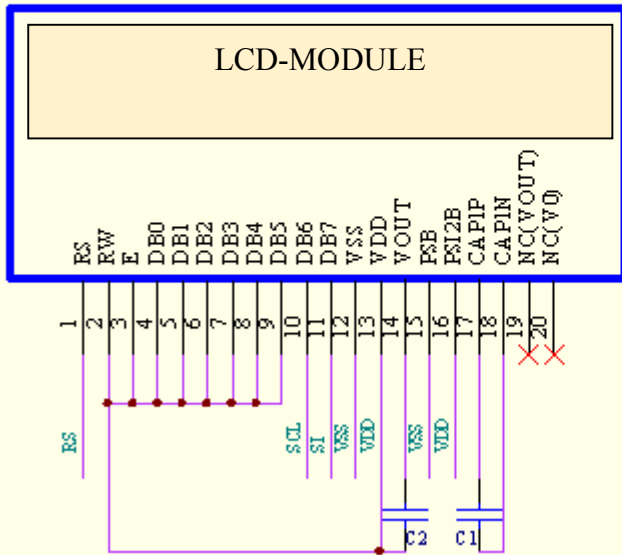 LCD-MODULE
RS
RW
E
DB0
DB1
DB2
DB3
DB4
DB5
DB6
DB7
VSS
VDD
VOUT
PSB
PSI2B
CAP1P
CAP1N
NC(VOUT)
NC(V0)
1
2
3
4
5
6
7
8
9
10
11
12
13
14
15
16
17
18
19
20
RS
SCL
SI
VSS
VDD
VSS
VDD
C2
C1